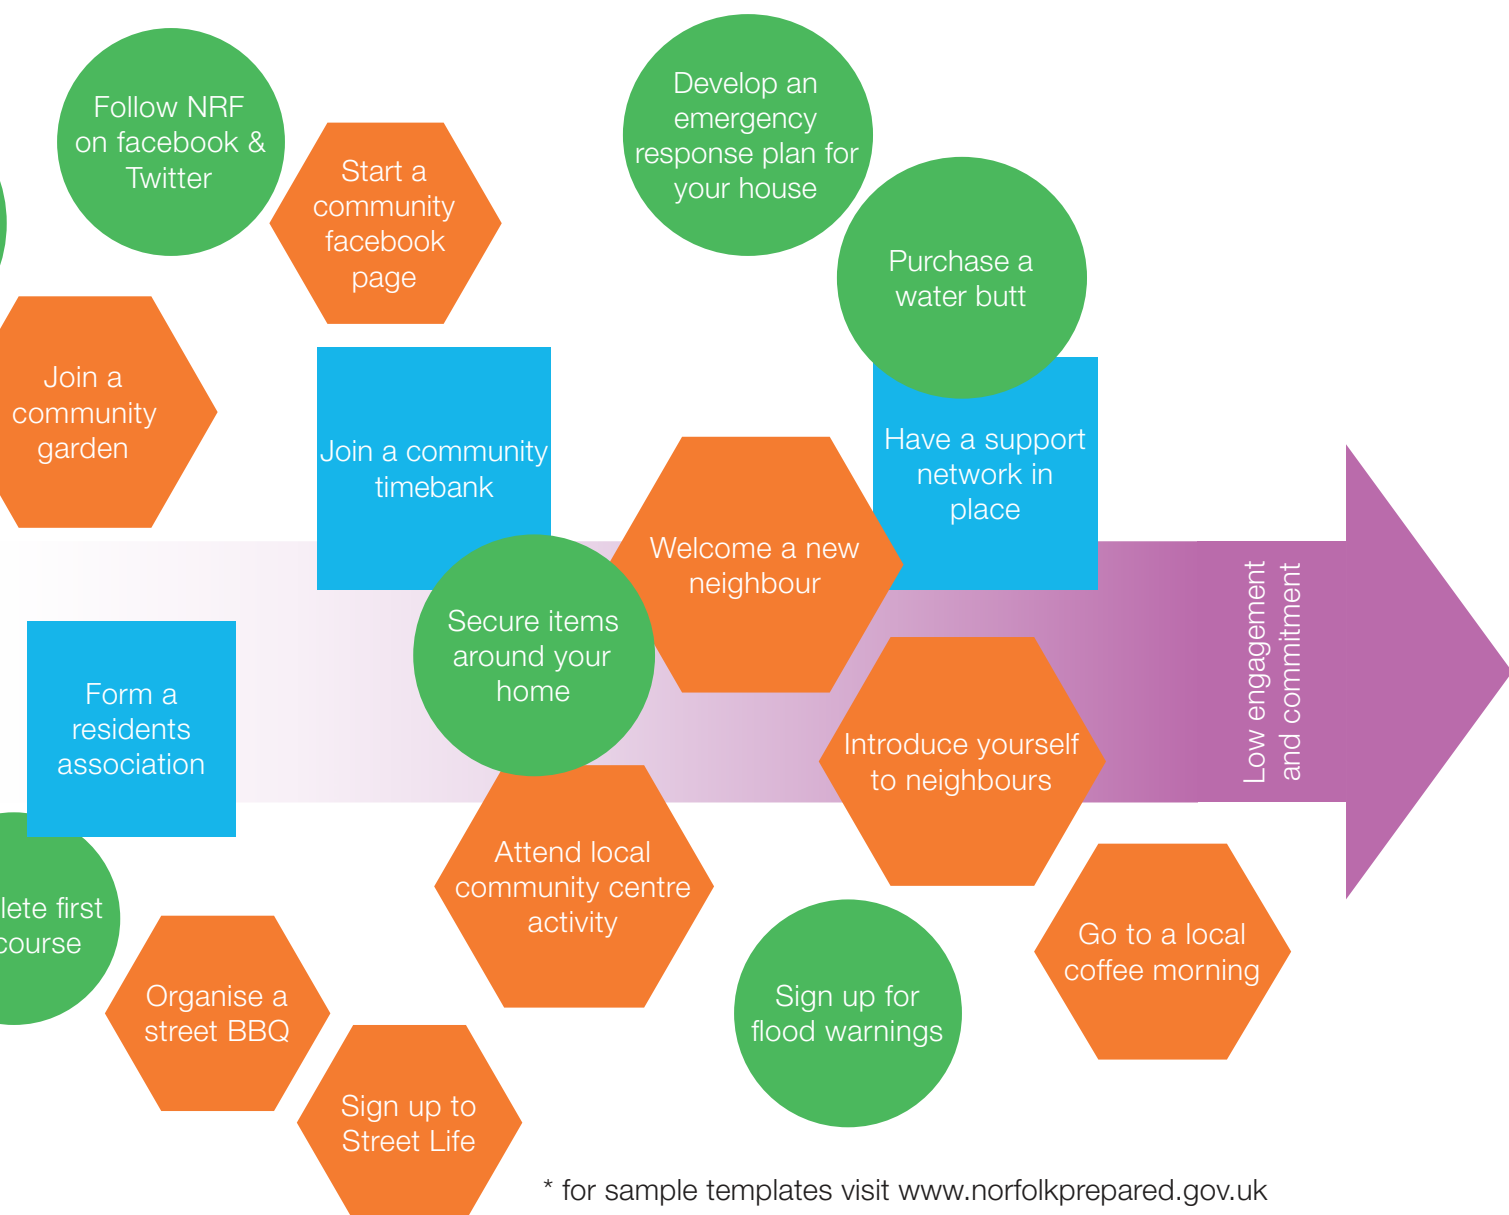 Follow NRF
on facebook &
Twitter
Start a
community
facebook
page
Develop an
emergency
response plan for
your house
Purchase a
water butt
Join a
community
garden
Join a community
timebank
Have a support
network in
place
Welcome a new
neighbour
Secure items
around your
home
Form a
residents
association
Introduce yourself
to neighbours
Low engagement
and commitment
Attend local
community centre
activity
lete first
course
Go to a local
coffee morning
Organise a
street BBQ
Sign up for
flood warnings
Sign up to
Street Life
* for sample templates visit www.norfolkprepared.gov.uk